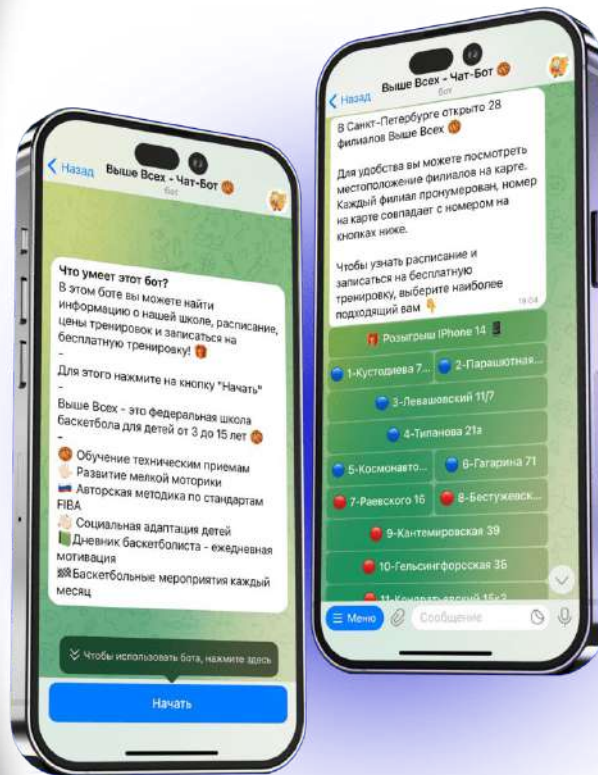 Назад
Выше Всех - Чат-Бот
бот
Что умеет этот бот?
В этом боте вы можете найти
информацию о нашей школе, расписание,
цены тренировок и записаться на
бесплатную тренировку!
-
Для этого нажмите на кнопку "Начать"
-
Выше Всех - это федеральная школа
баскетбола для детей от 3 до 15 лет
-
Обучение техническим приемам
Развитие мелкой моторики
Авторская методика по стандартам
FIBA
Социальная адаптация детей
Дневник баскетболиста - ежедневная
мотивация
Баскетбольные мероприятия каждый
месяц
Чтобы использовать бота, нажмите здесь
Начать
Назад
Выше Всех - Чат-Бот
бот
В Санкт-Петербурге открыто 28
филиалов Выше Всех
Для удобства вы можете посмотреть
местоположение филиалов на карте.
Каждый филиал пронумерован, номер
на карте совпадает с номером на
кнопках ниже.
Чтобы узнать расписание и
записаться на бесплатную
тренировку, выберите наиболее
подходящий вам
19:04
Розыгрыш IPhone 14
1-Кустодиева 7... 2-Парашютная...
3-Левашовский 11/7
4-Типанова 21а
5-Космонавто... 6-Гагарина 71
7-Раевского 16 8-Бестужевск...
9-Кантемировская 39
10-Гельсингфорсская 3Б
11-Кондратьевский 15к2
Меню Сообщение